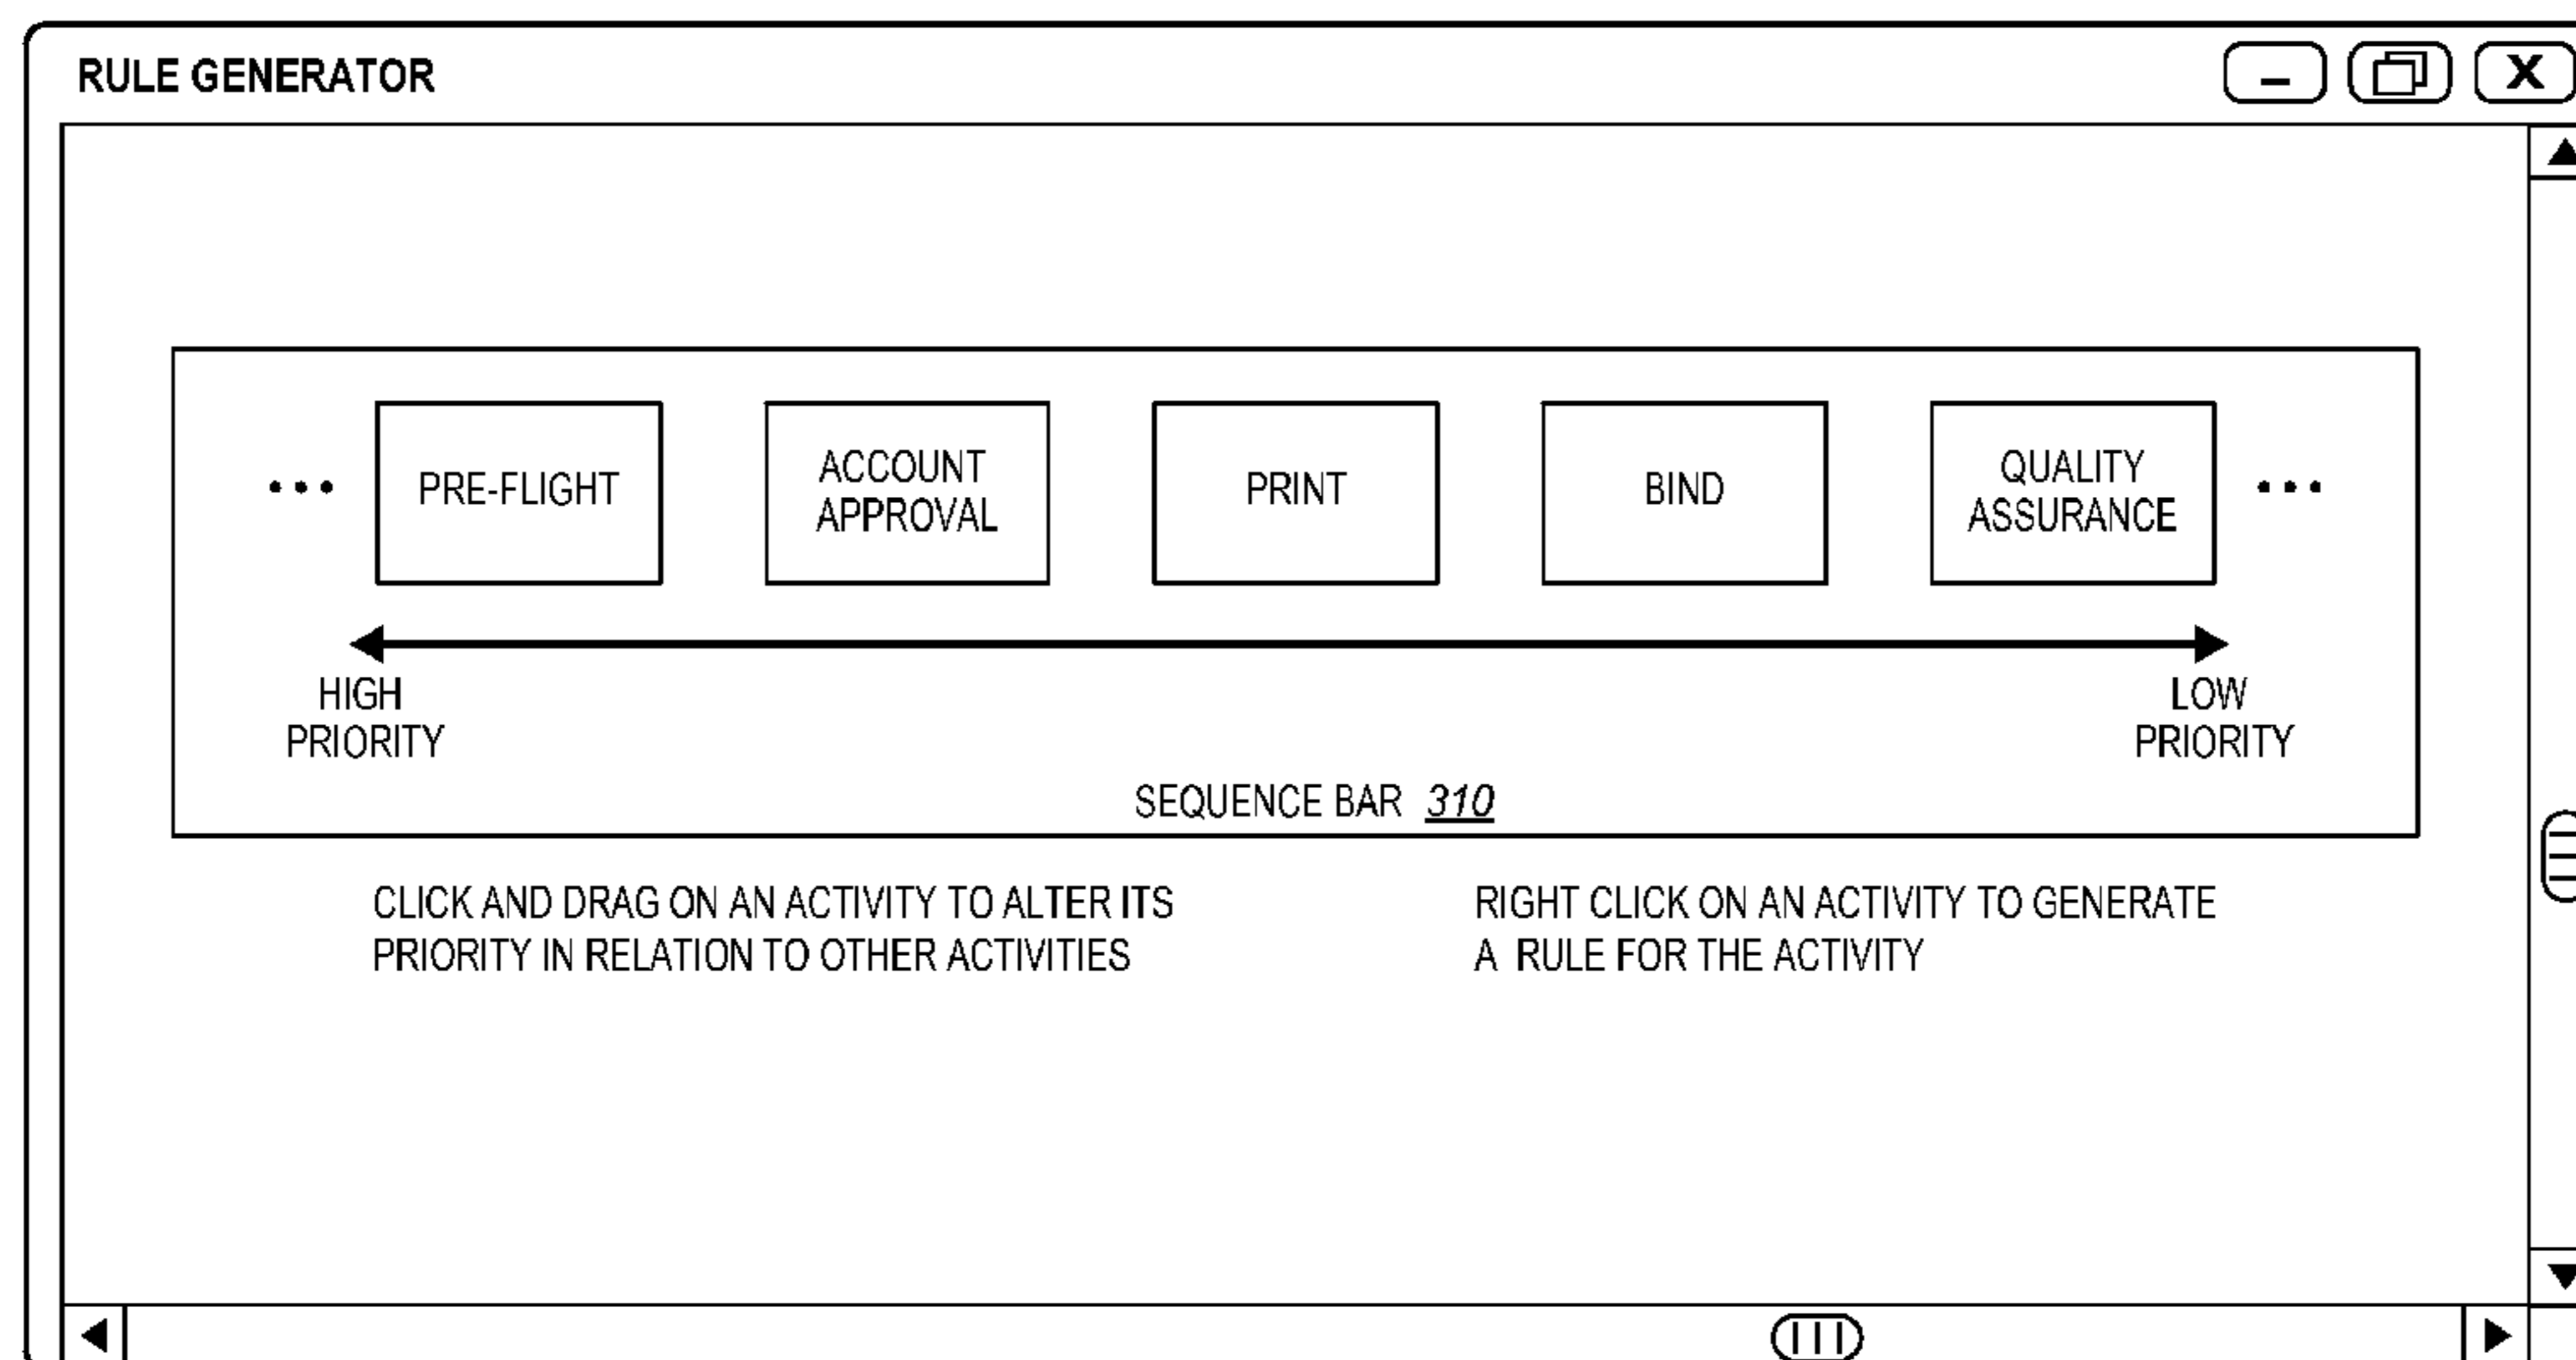 RULE GENERATOR
X
... PRE-FLIGHT
ACCOUNT
APPROVAL
PRINT
BIND
QUALITY
ASSURANCE
...
HIGH
PRIORITY
LOW
PRIORITY
SEQUENCE BAR 310
CLICK AND DRAG ON AN ACTIVITY TO ALTER ITS
PRIORITY IN RELATION TO OTHER ACTIVITIES
RIGHT CLICK ON AN ACTIVITY TO GENERATE
A RULE FOR THE ACTIVITY